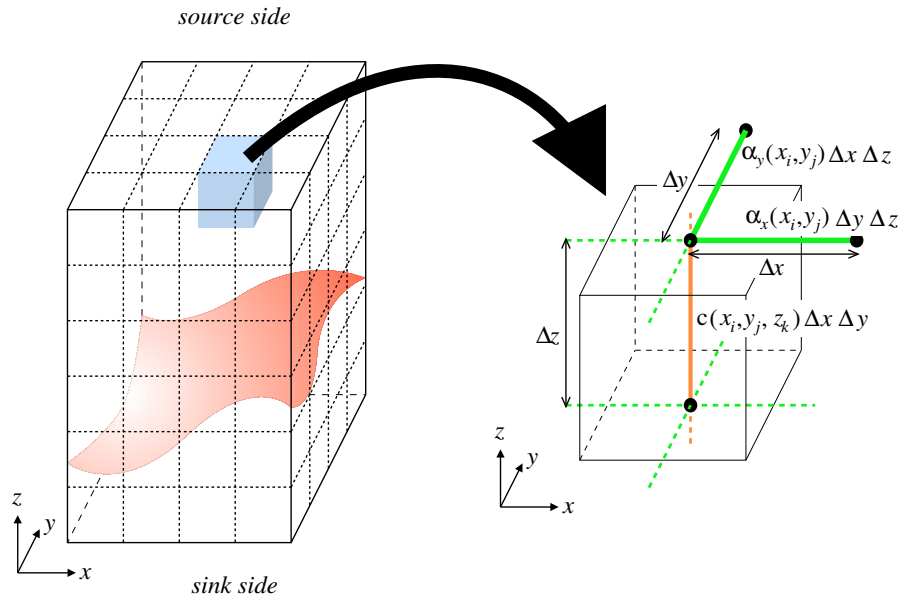 source side
α_y(x_i,y_j) Δx Δz
Δy
α_x(x_i,y_j) Δy Δz
Δx
c(x_i,y_j, z_k) Δx Δy
Δz
z
y
x
z
y
x
sink side